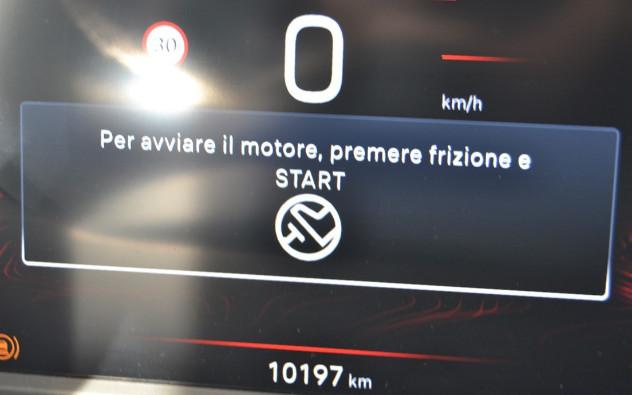 30
0
km/h
Per avviare il motore, premere frizione e
START
10197 km